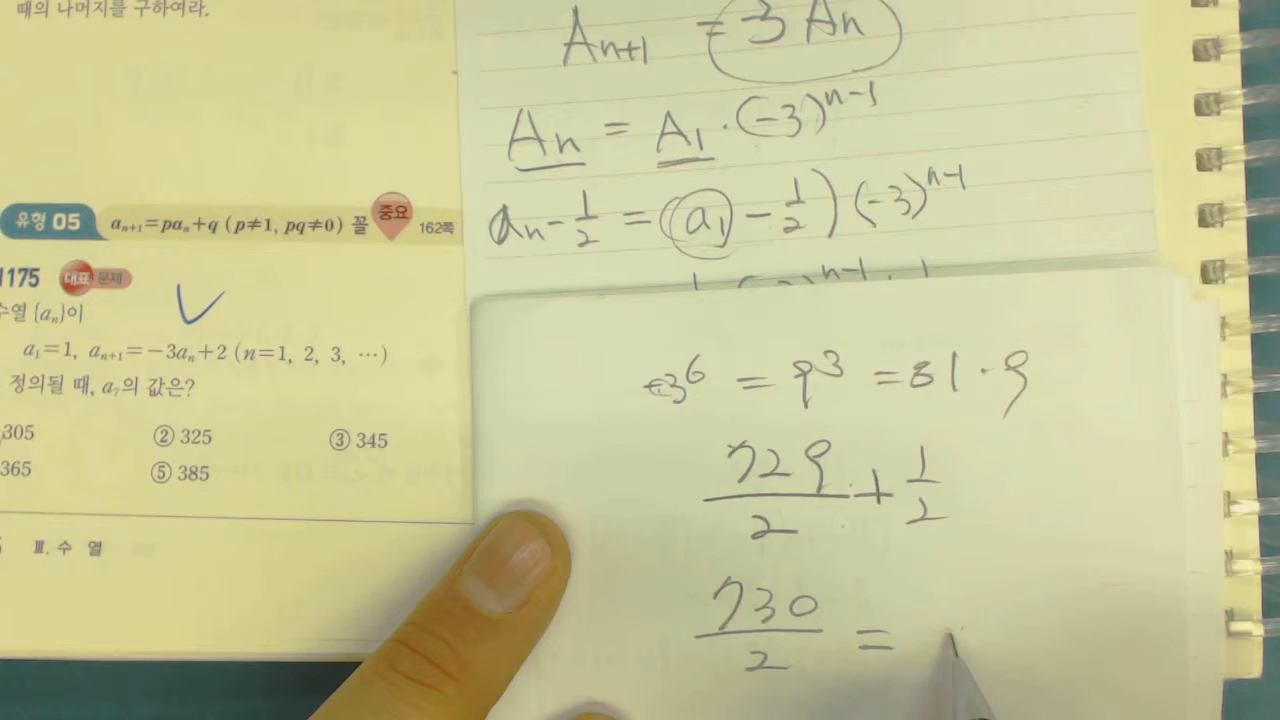 때의 나머지를 구하여라.
유형 05 aₙ₊₁=paₙ+q (p≠1, pq≠0) 꼴 중요 162쪽
1175 대표 문제
수열 {aₙ}이
a₁=1, aₙ₊₁=-3aₙ+2 (n=1, 2, 3, ⋯)
정의될 때, a₇의 값은?
305 ② 325 ③ 345
365 ⑤ 385
Ⅲ. 수 열
Aₙ₊₁ = 3 Aₙ
Aₙ = A₁ · (-3)ⁿ⁻¹
aₙ - 1/2 = (a₁ - 1/2) (-3)ⁿ⁻¹
-3⁶ = 9³ = 81 · 9
729/2 + 1/2
730/2 =